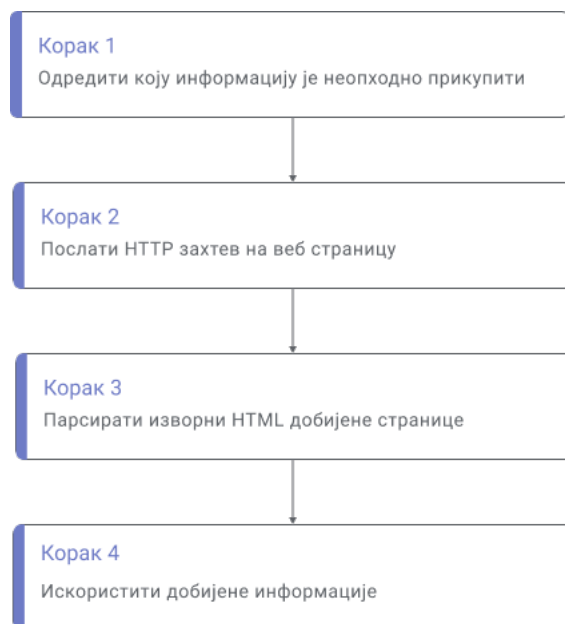 Корак 1
Одредити коју информацију је неопходно прикупити
Корак 2
Послати HTTP захтев на веб страницу
Корак 3
Парсирати изворни HTML добијене странице
Корак 4
Искористити добијене информације